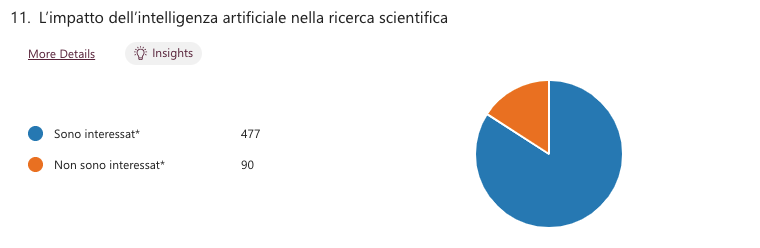 11. L'impatto dell'intelligenza artificiale nella ricerca scientifica
More Details
Insights
Sono interessat* 477
Non sono interessat* 90